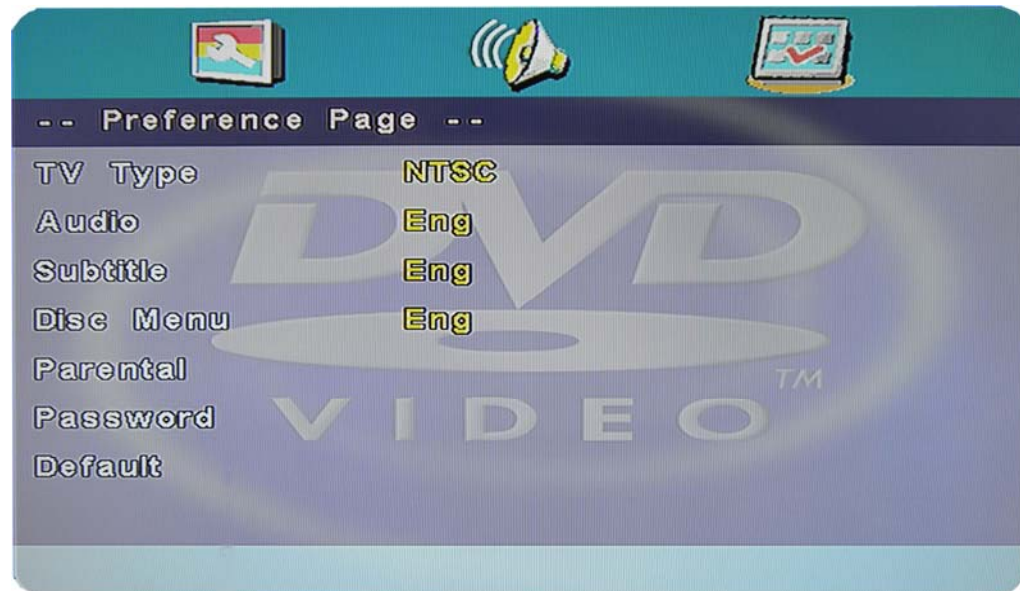 -- Preference Page --
TV Type NTSC
Audio Eng
Subtitle Eng
Disc Menu Eng
Parental
Password
Default
DVD
VIDEO
TM